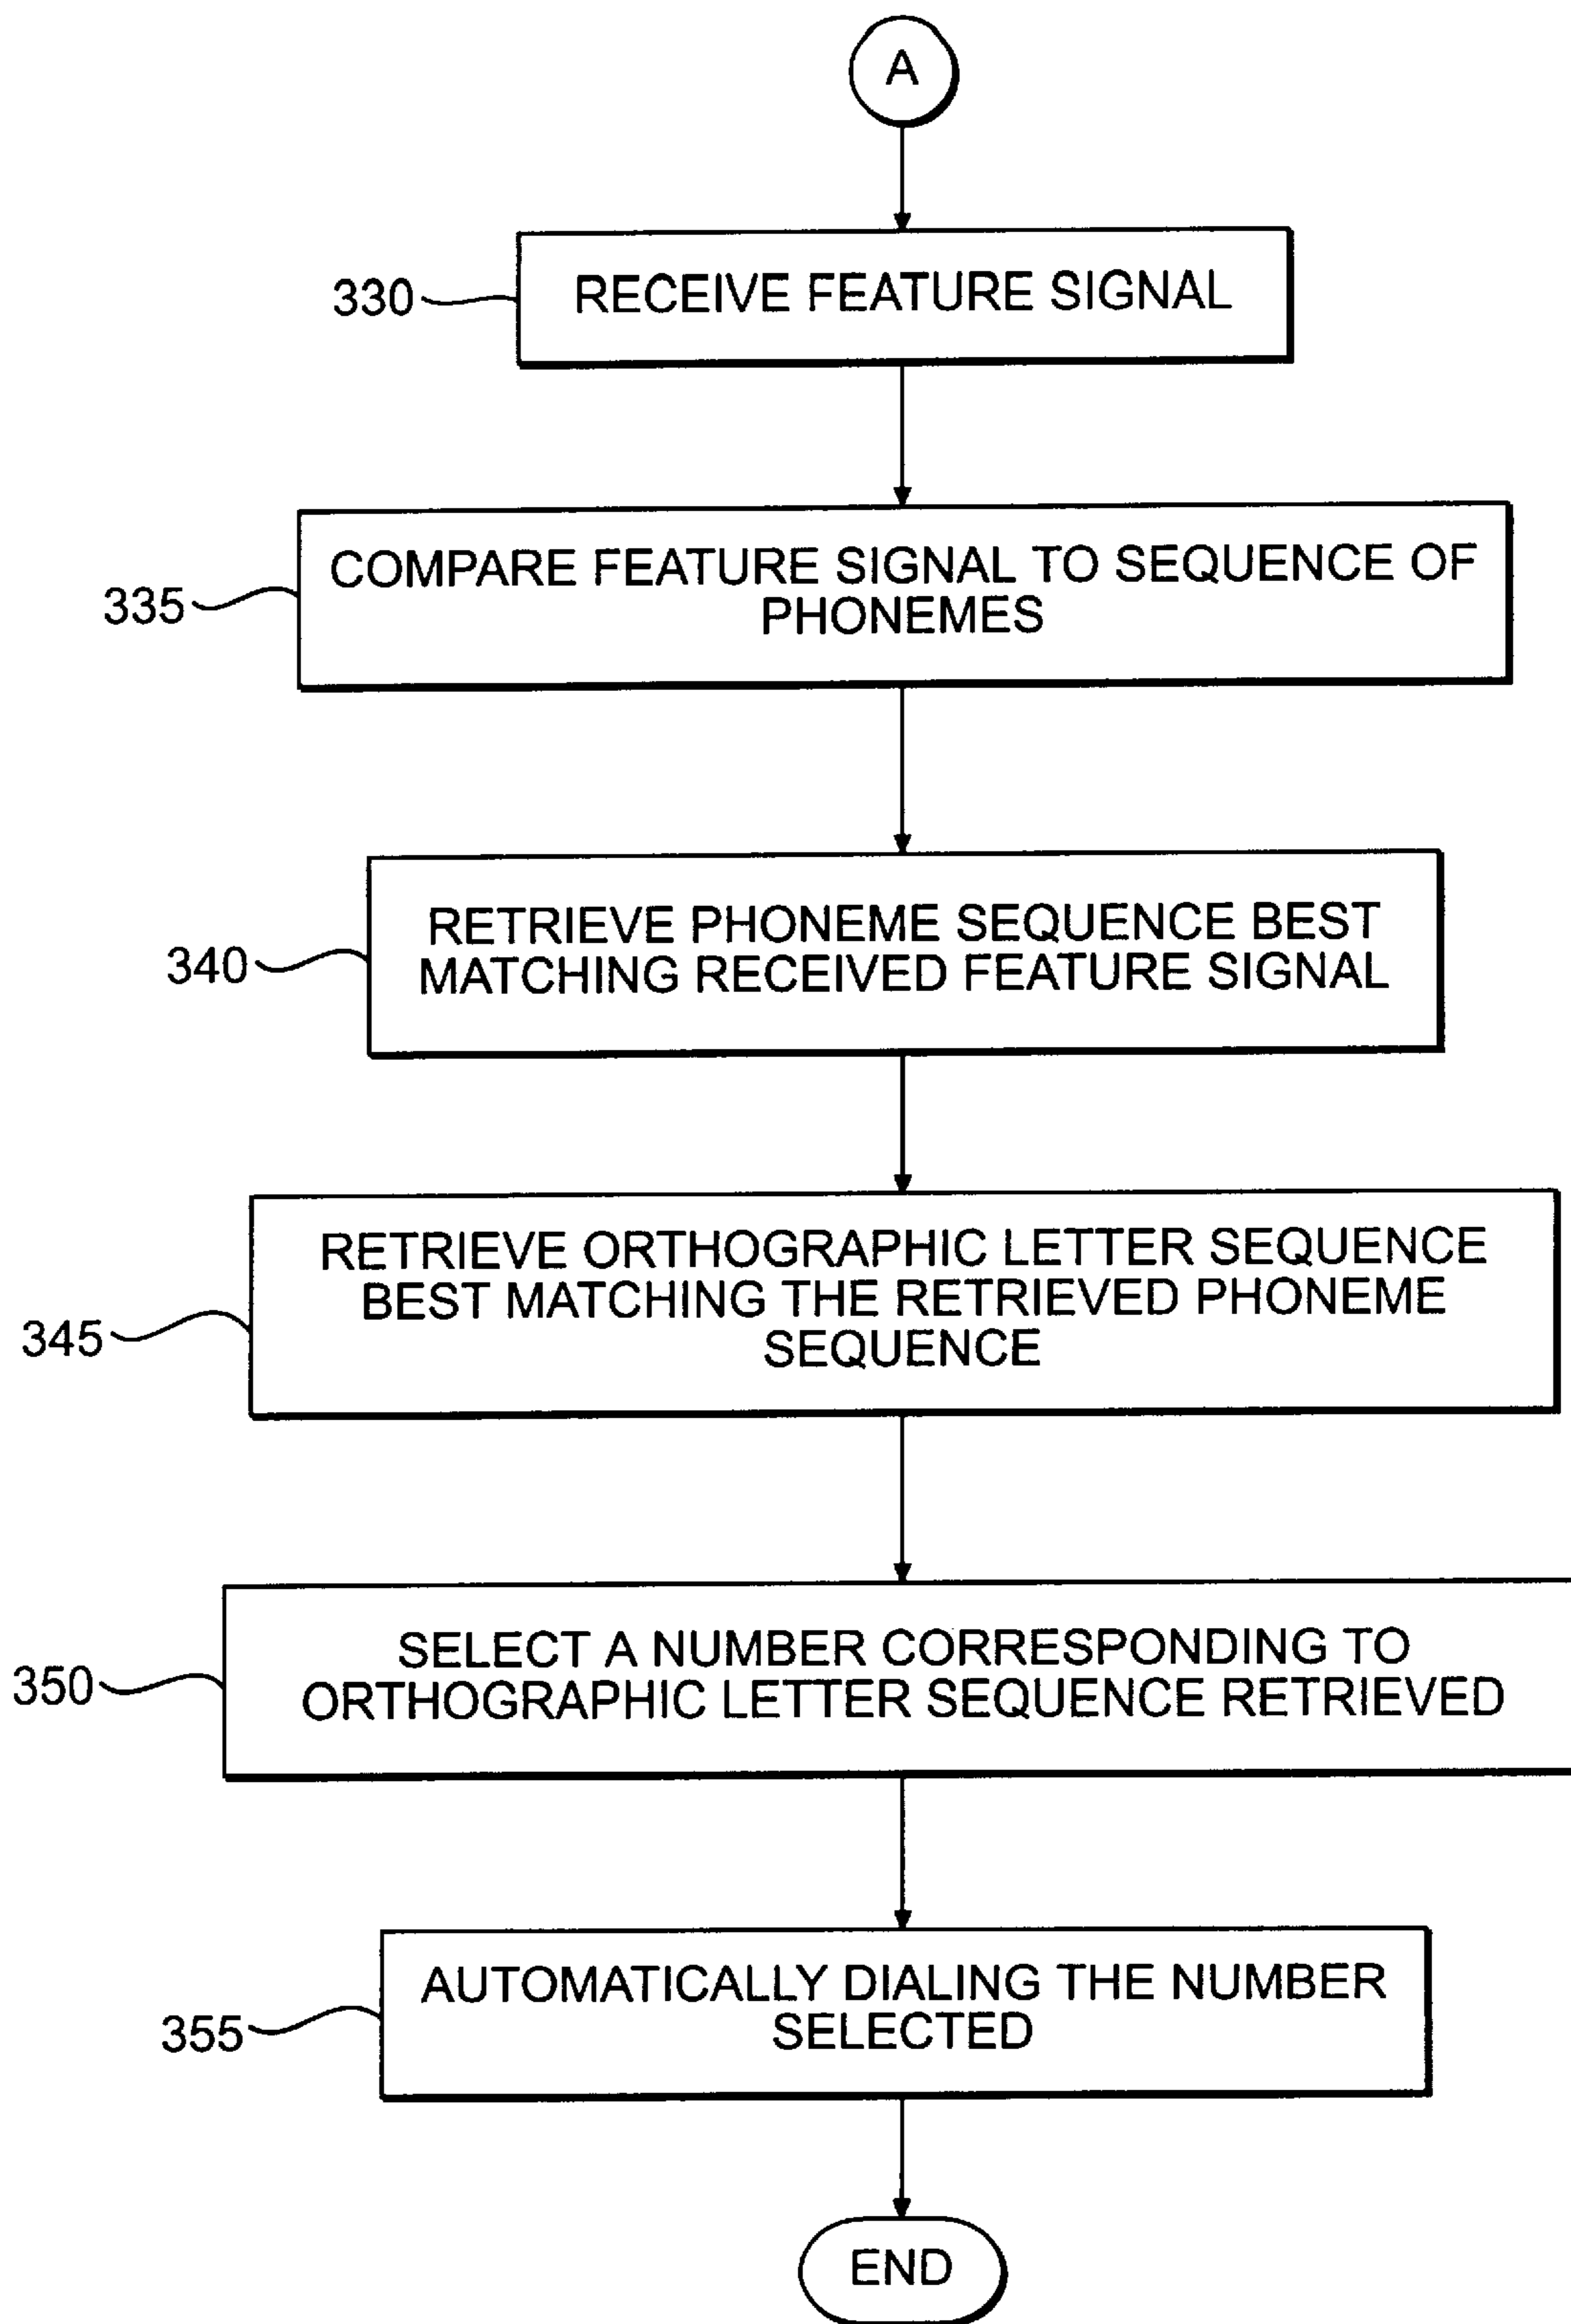 A
330
RECEIVE FEATURE SIGNAL
335
COMPARE FEATURE SIGNAL TO SEQUENCE OF
PHONEMES
340
RETRIEVE PHONEME SEQUENCE BEST
MATCHING RECEIVED FEATURE SIGNAL
345
RETRIEVE ORTHOGRAPHIC LETTER SEQUENCE
BEST MATCHING THE RETRIEVED PHONEME
SEQUENCE
350
SELECT A NUMBER CORRESPONDING TO
ORTHOGRAPHIC LETTER SEQUENCE RETRIEVED
355
AUTOMATICALLY DIALING THE NUMBER
SELECTED
END